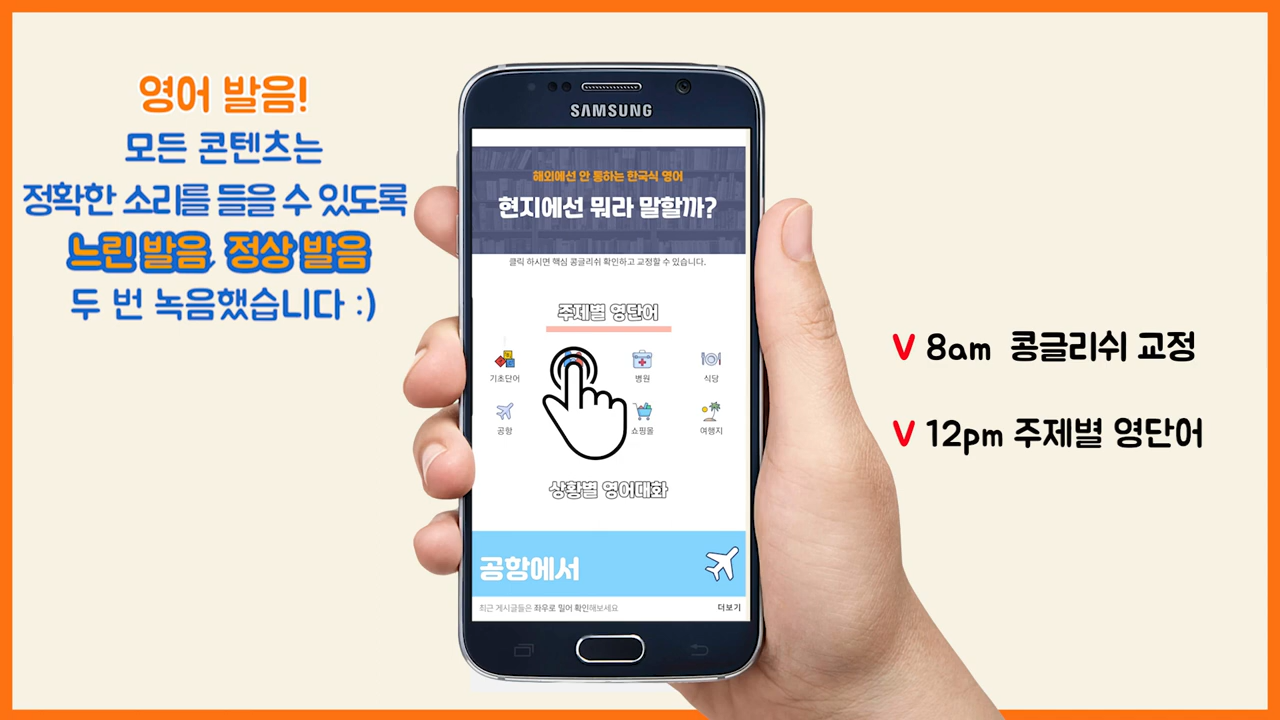 영어 발음!
모든 콘텐츠는
정확한 소리를 들을 수 있도록
느린 발음, 정상 발음
두 번 녹음했습니다 :)
SAMSUNG
해외에선 안 통하는 한국식 영어
현지에선 뭐라 말할까?
클릭 하시면 핵심 콩글리쉬 확인하고 교정할 수 있습니다.
주제별 영단어
기초단어
병원
식당
공항
쇼핑몰
여행지
상황별 영어대화
공항에서
최근 게시글들은 좌우로 밀어 확인해보세요
더보기
V 8am 콩글리쉬 교정
V 12pm 주제별 영단어